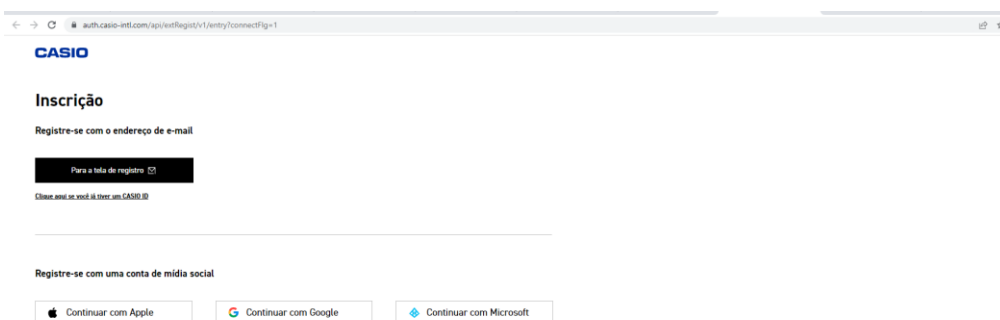 auth.casio-intl.com/api/extRegist/v1/entry?connectFlg=1
CASIO
Inscrição
Registre-se com o endereço de e-mail
Para a tela de registro
Clique aqui se você já tiver um CASIO ID
Registre-se com uma conta de mídia social
Continuar com Apple
Continuar com Google
Continuar com Microsoft